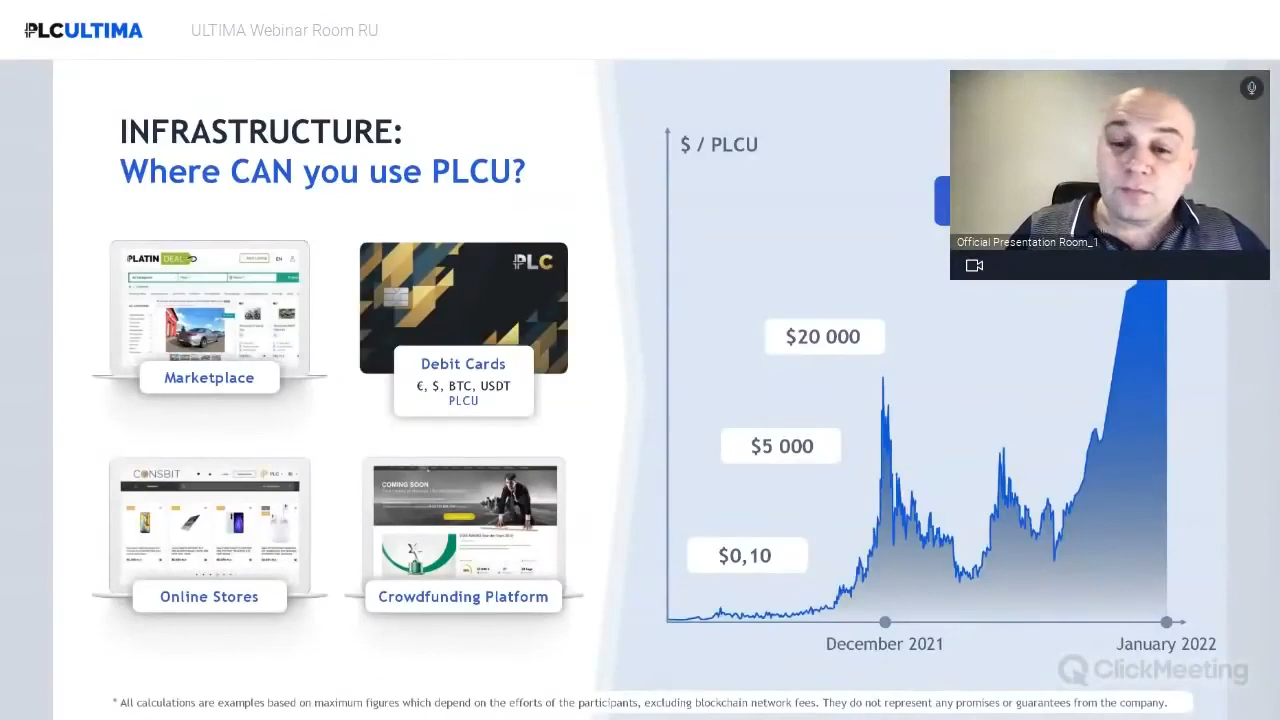 PLCULTIMA
ULTIMA Webinar Room RU
INFRASTRUCTURE:
Where CAN you use PLCU?
PLATIN DEAL
EN
Marketplace
PLC
Debit Cards
€, $, BTC, USDT
PLCU
CONSBIT
PLC
Online Stores
COMING SOON
Crowdfunding Platform
$ / PLCU
$20 000
$5 000
$0,10
December 2021
January 2022
Official Presentation Room_1
ClickMeeting
* All calculations are examples based on maximum figures which depend on the efforts of the participants, excluding blockchain network fees. They do not represent any promises or guarantees from the company.